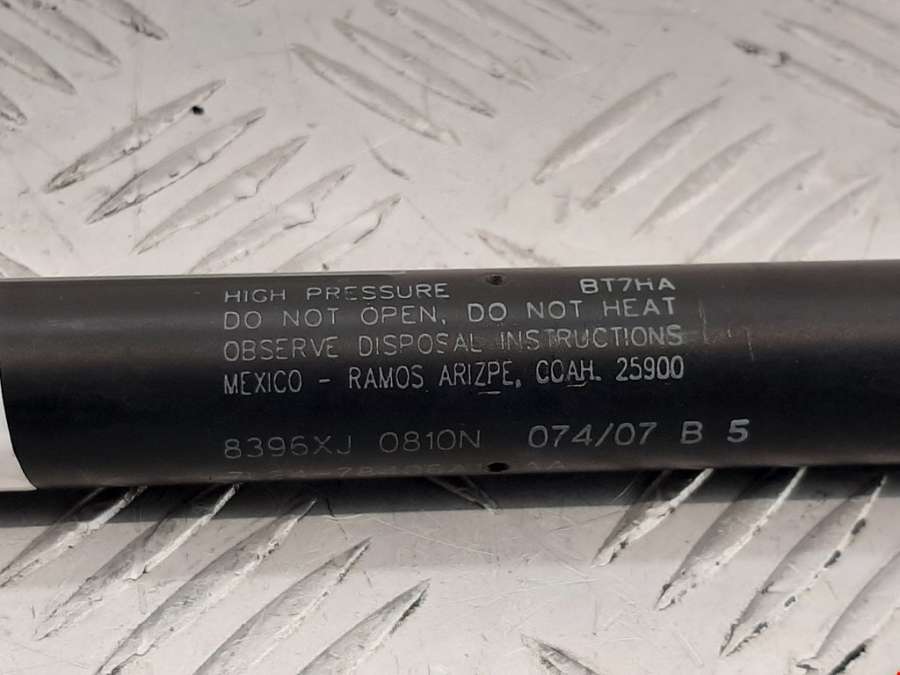 HIGH PRESSURE BT7HA
DO NOT OPEN, DO NOT HEAT
OBSERVE DISPOSAL INSTRUCTIONS
MEXICO - RAMOS ARIZPE, COAH. 25900
8396XJ 0810N 074/07 B 5